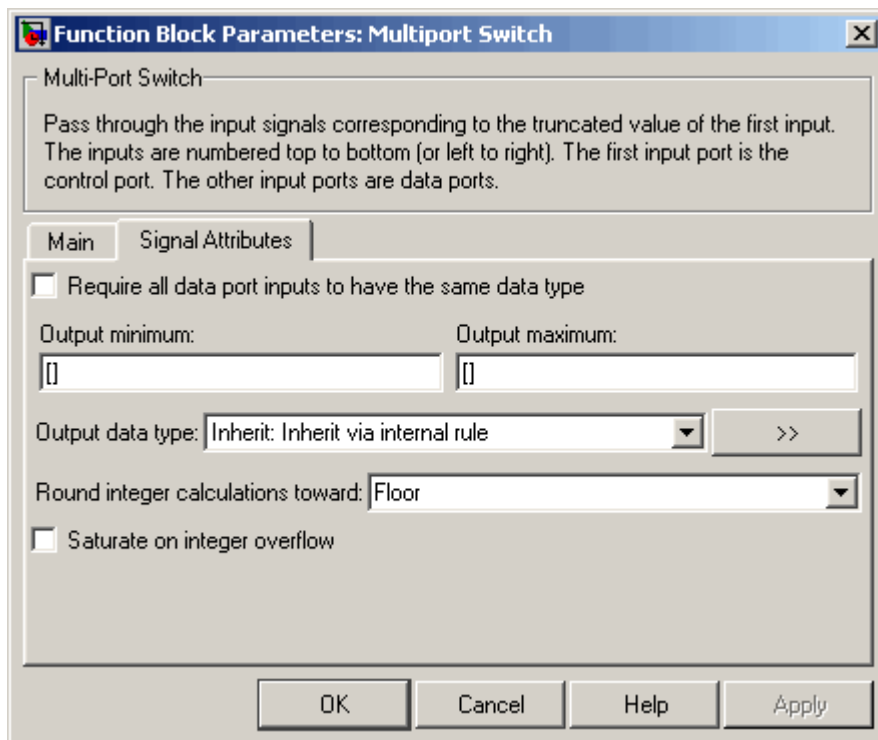 Function Block Parameters: Multiport Switch
Multi-Port Switch
Pass through the input signals corresponding to the truncated value of the first input.
The inputs are numbered top to bottom (or left to right). The first input port is the
control port. The other input ports are data ports.
Main Signal Attributes
Require all data port inputs to have the same data type
Output minimum: Output maximum:
[] []
Output data type: Inherit: Inherit via internal rule >>
Round integer calculations toward: Floor
Saturate on integer overflow
OK Cancel Help Apply